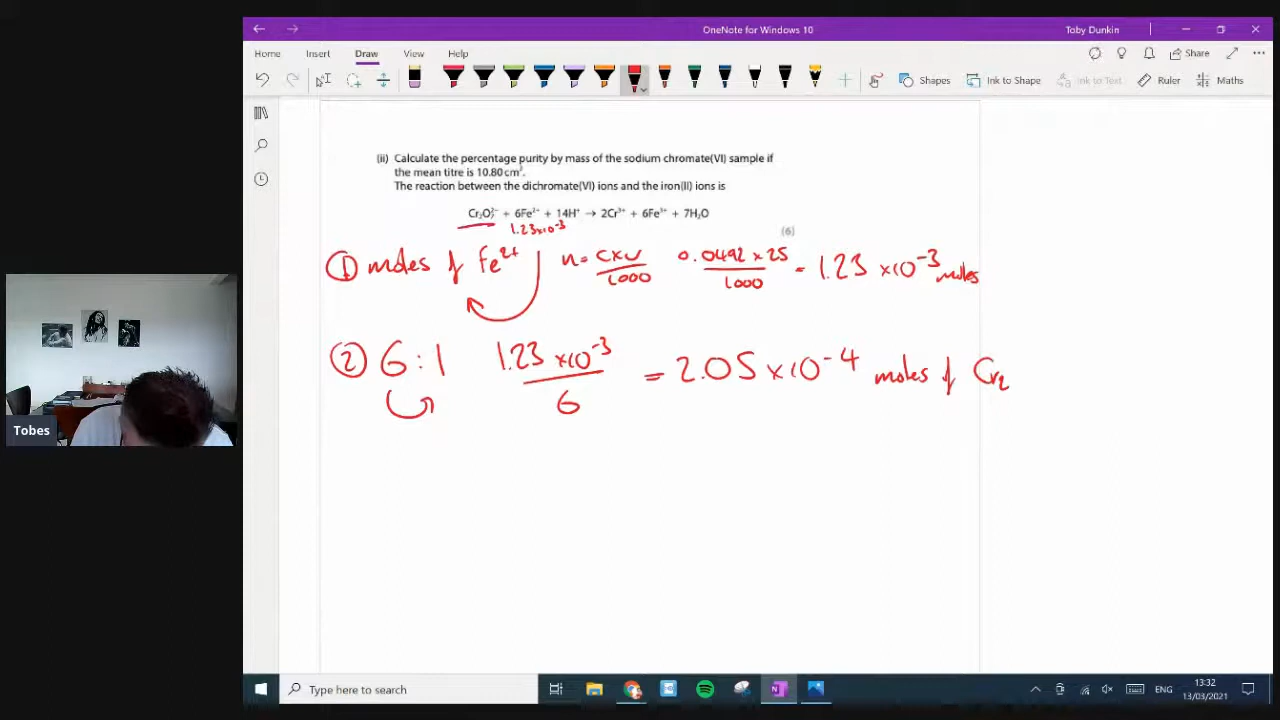 OneNote for Windows 10
Toby Dunkin
Home Insert Draw View Help
Share
Shapes
Ink to Shape
Ink to Text
Ruler
Maths
(ii) Calculate the percentage purity by mass of the sodium chromate(VI) sample if
the mean titre is 10.80 cm³.
The reaction between the dichromate(VI) ions and the iron(II) ions is
Cr₂O₇²⁻ + 6Fe²⁺ + 14H⁺ → 2Cr³⁺ + 6Fe³⁺ + 7H₂O
1.23x10⁻³
(6)
① moles of Fe²⁺ n = cxv/1000 0.0492 x 25/1000 = 1.23 x10⁻³ moles
② 6:1 1.23 x10⁻³/6 = 2.05 x10⁻⁴ moles of Cr₂
Tobes
Type here to search
ENG
13:32
13/03/2021